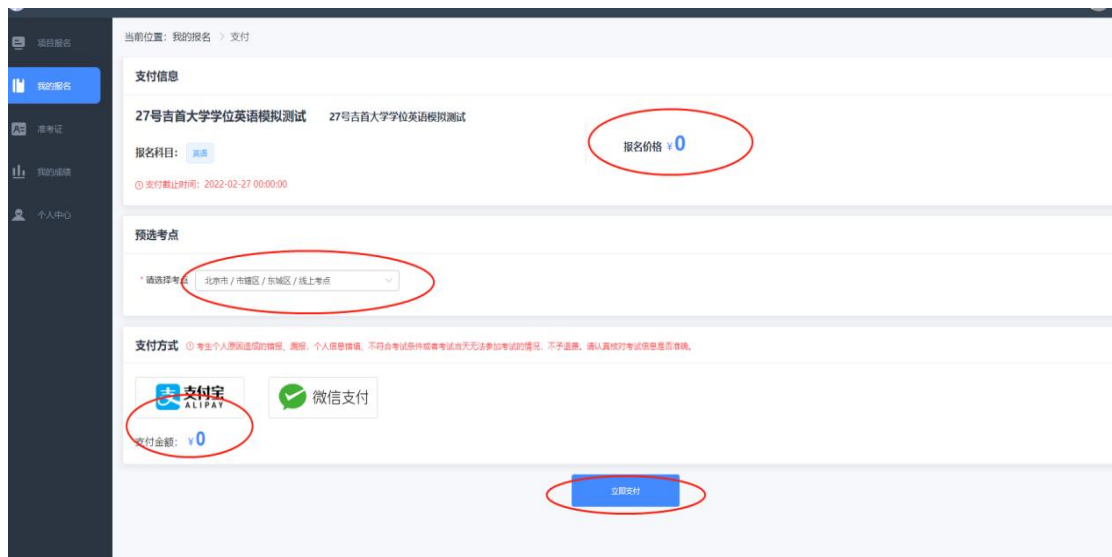 项目报名
我的报名
准考证
我的成绩
个人中心
当前位置：我的报名 > 支付
支付信息
27号吉首大学学位英语模拟测试 27号吉首大学学位英语模拟测试
报名价格 ¥0
报名科目： 英语
支付截止时间：2022-02-27 00:00:00
预选考点
* 请选择考点 北京市 / 市辖区 / 东城区 / 线上考点
支付方式 考生个人原因造成的错报、漏报、个人信息错填、不符合考试条件或者考试当天无法参加考试的情况，不予退费。请认真核对考试信息是否准确。
支付宝 微信支付
ALIPAY
支付金额： ¥0
立即支付